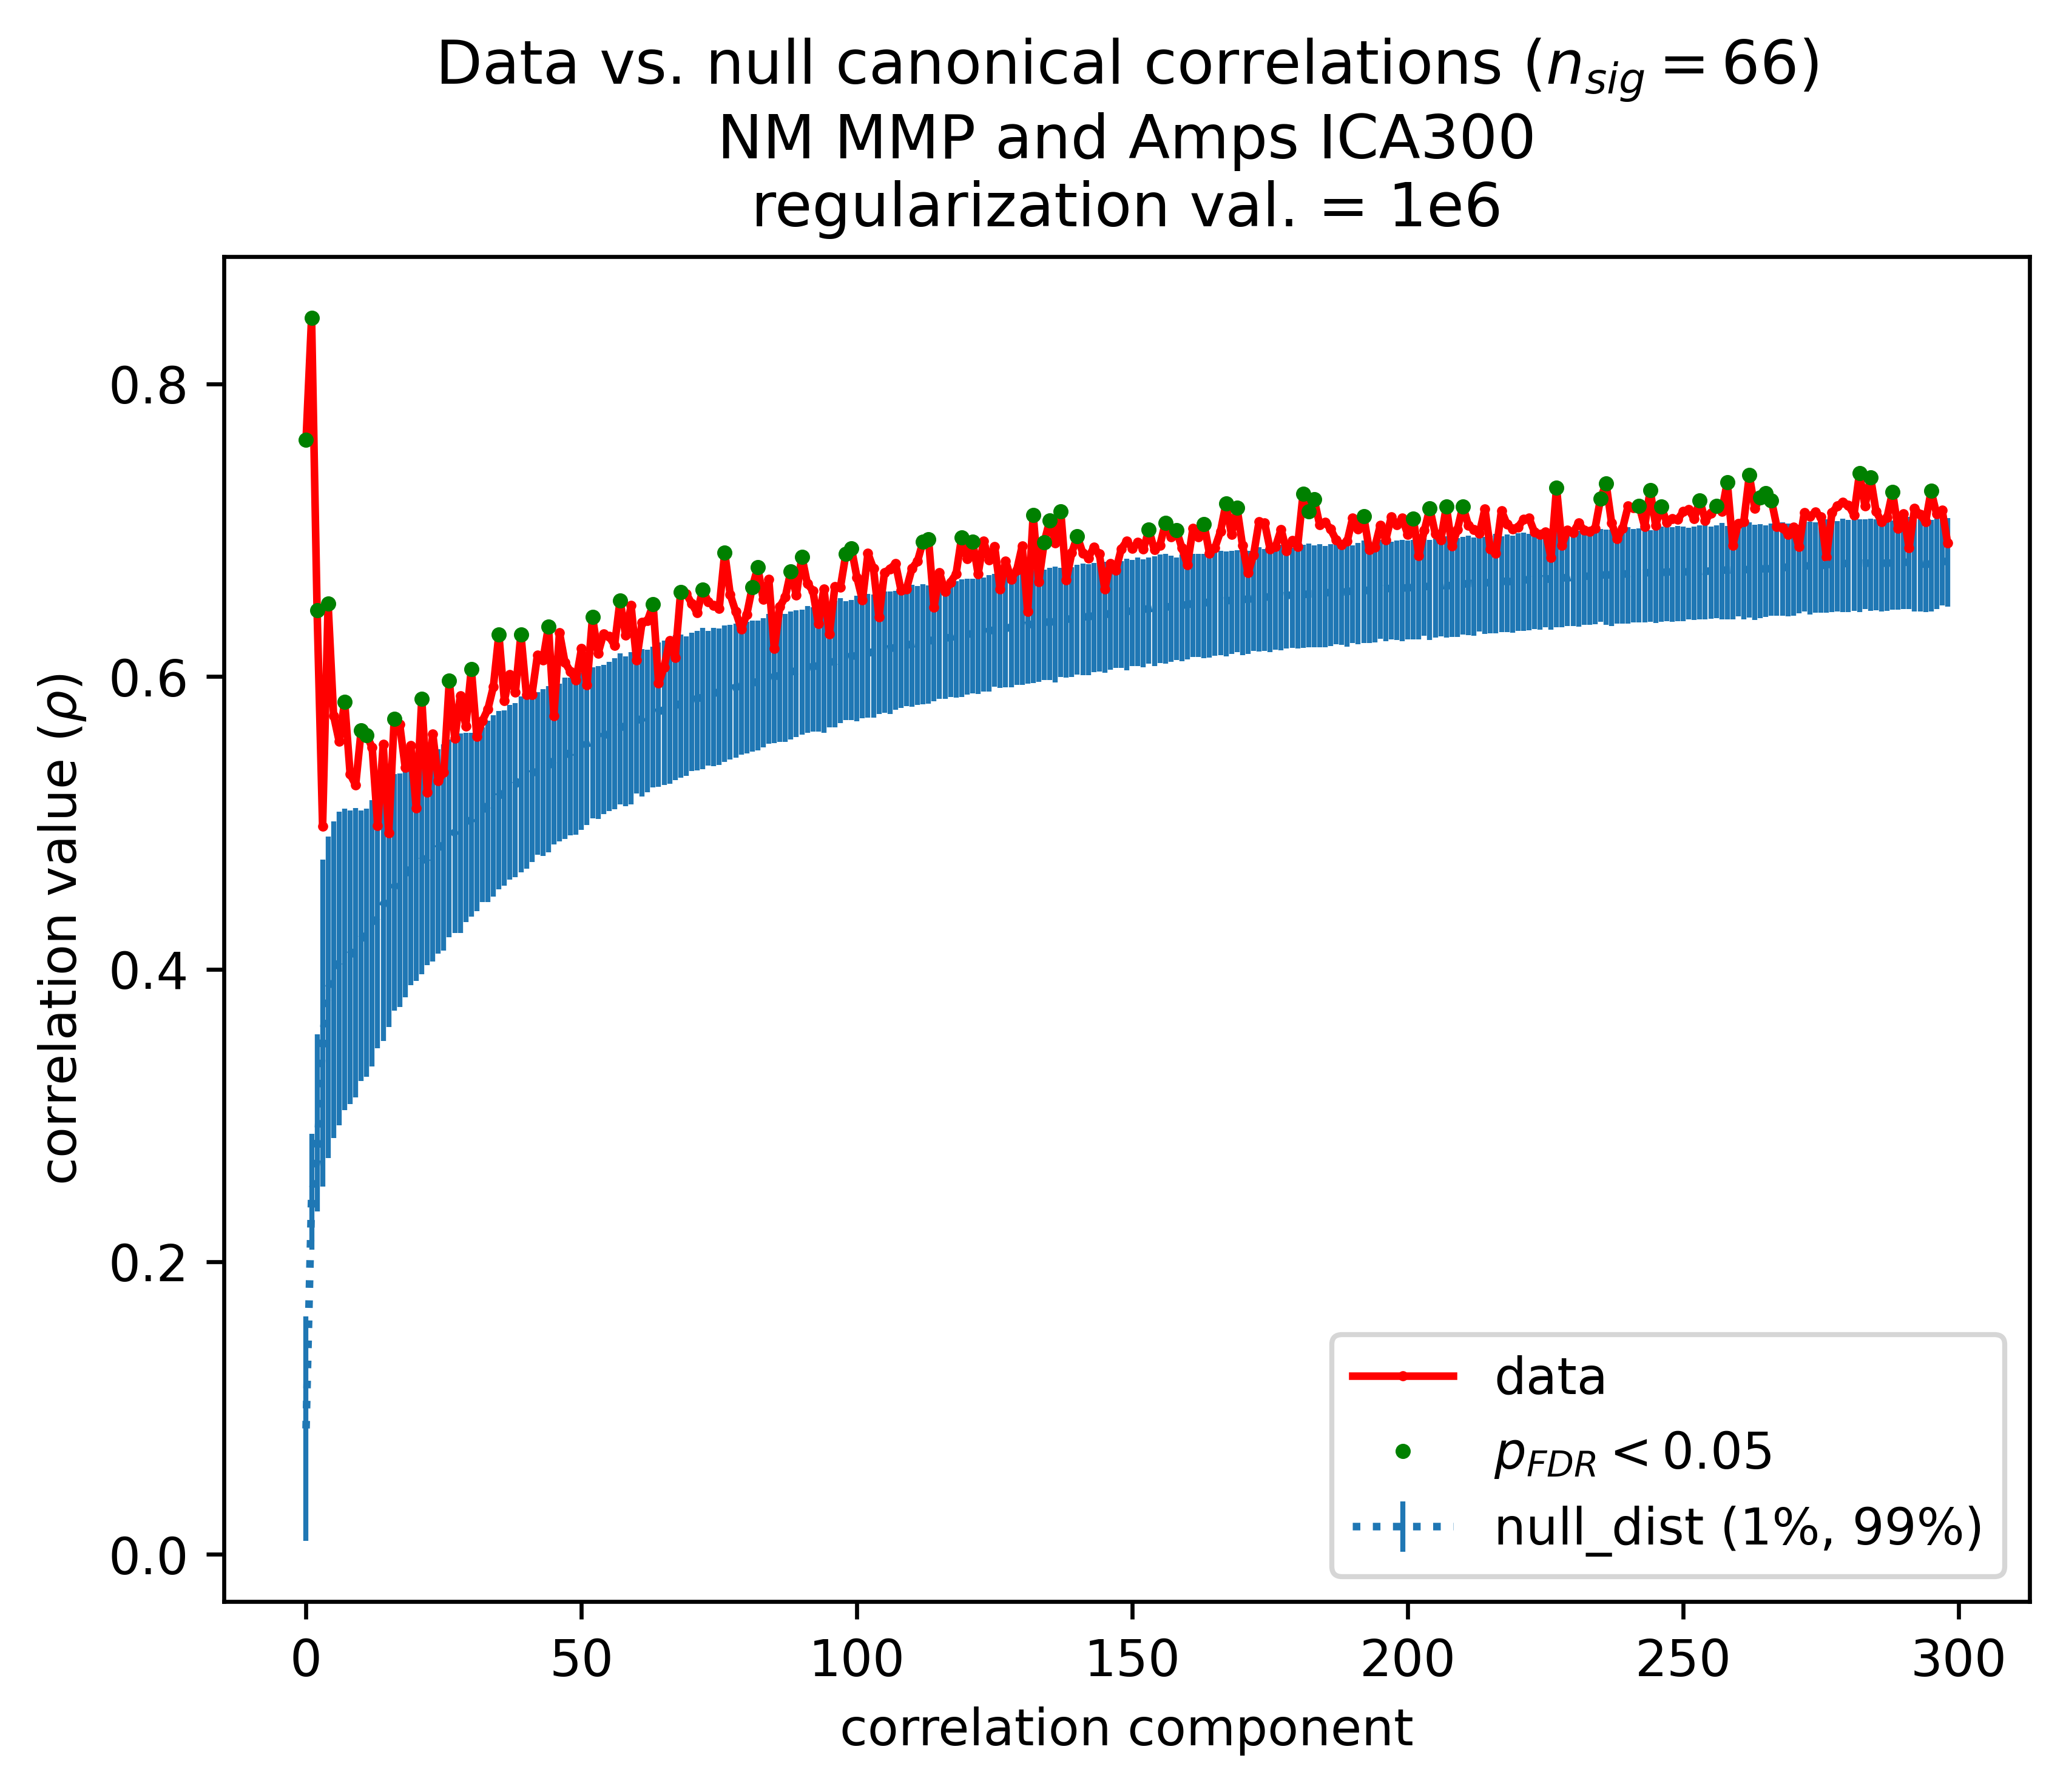 Data vs. null canonical correlations (n_sig = 66)
NM MMP and Amps ICA300
regularization val. = 1e6
correlation value (ρ)
0.8
0.6
0.4
0.2
0.0
data
p_FDR < 0.05
null_dist (1%, 99%)
0 50 100 150 200 250 300
correlation component